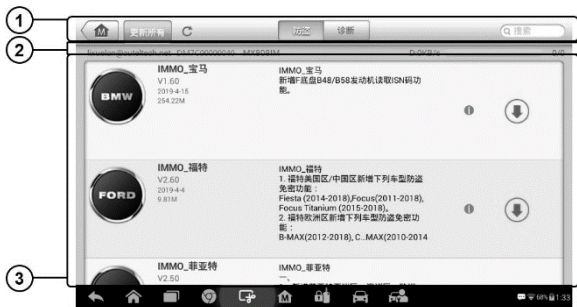 ①
更新所有
防盗
诊断
搜索
②
DM7C90000040 MX808IM
D:0KB/s
0/0
BMW
IMMO_宝马
V1.60
2019-4-15
254.22M
IMMO_宝马
新增F底盘B48/B58发动机读取ISN码功
能。
FORD
IMMO_福特
V2.60
2019-4-4
9.81M
IMMO_福特
1. 福特美国区/中国区新增下列车型防盗
免密功能：
Fiesta (2014-2018),Focus(2011-2018),
Focus Titanium (2015-2018)。
2. 福特欧洲区新增下列车型防盗免密功
能：
B-MAX(2012-2018), C...MAX(2010-2014
③
IMMO_菲亚特
V2.50
IMMO_菲亚特
一、
68%
1:33